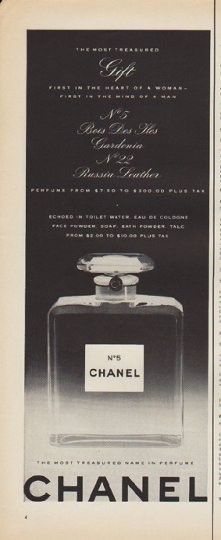 THE MOST TREASURED
Gift
FIRST IN THE HEART OF A WOMAN—
FIRST IN THE MIND OF A MAN
Nº5
Bois Des Iles
Gardenia
Nº22
Russia Leather
PERFUME FROM $7.50 TO $300.00 PLUS TAX
ECHOED IN TOILET WATER, EAU DE COLOGNE
FACE POWDER, SOAP, BATH POWDER, TALC
FROM $2.00 TO $10.00 PLUS TAX
Nº5
CHANEL
THE MOST TREASURED NAME IN PERFUME
CHANEL
4